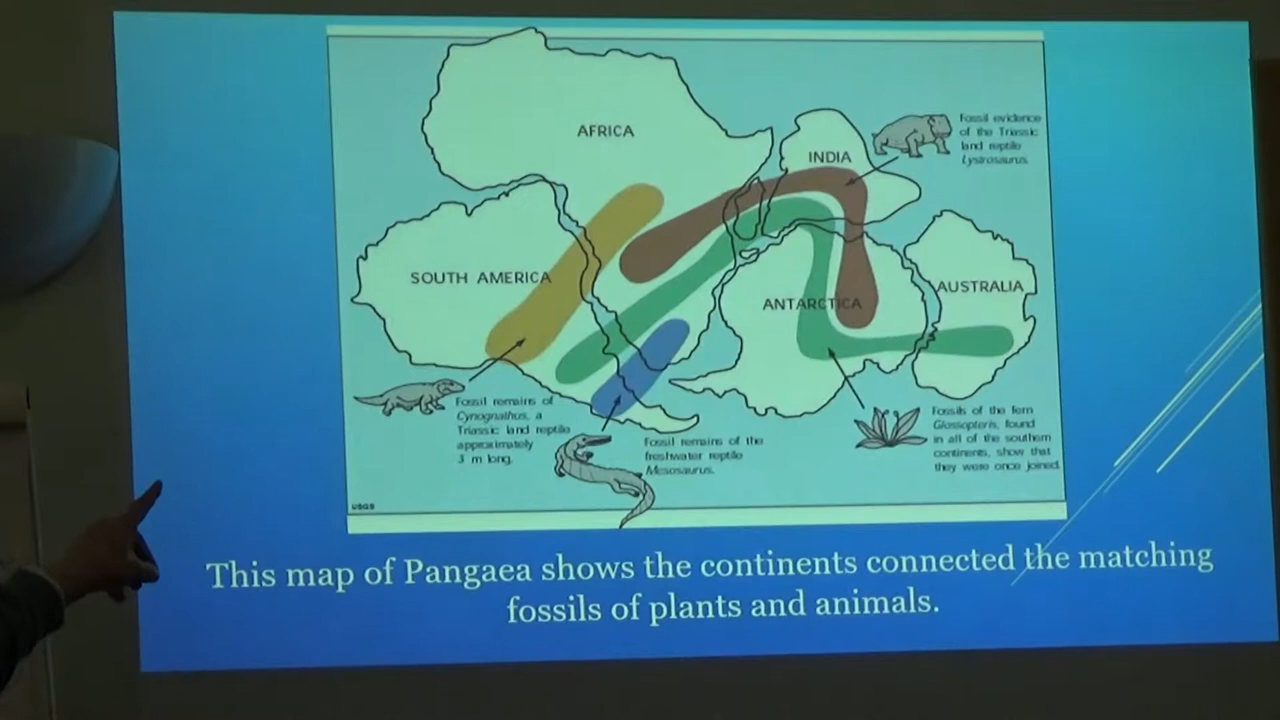 AFRICA
INDIA
Fossil evidence
of the Triassic
land reptile
Lystrosaurus.
SOUTH AMERICA
ANTARCTICA
AUSTRALIA
Fossil remains of
Cynognathus, a
Triassic land reptile
approximately
3 m long.
Fossil remains of the
freshwater reptile
Mesosaurus.
Fossils of the fern
Glossopteris, found
in all of the southern
continents, show that
they were once joined.
USGS
This map of Pangaea shows the continents connected the matching
fossils of plants and animals.